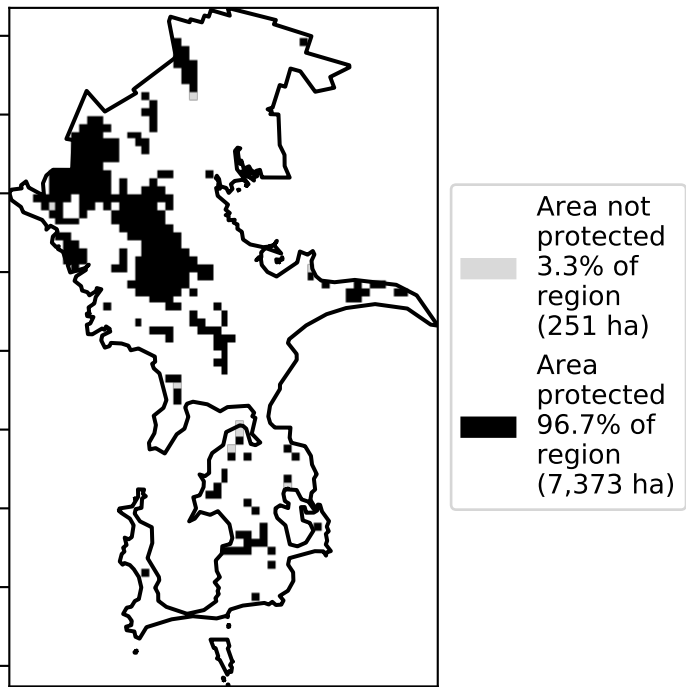 Area not
protected
3.3% of
region
(251 ha)
Area
protected
96.7% of
region
(7,373 ha)